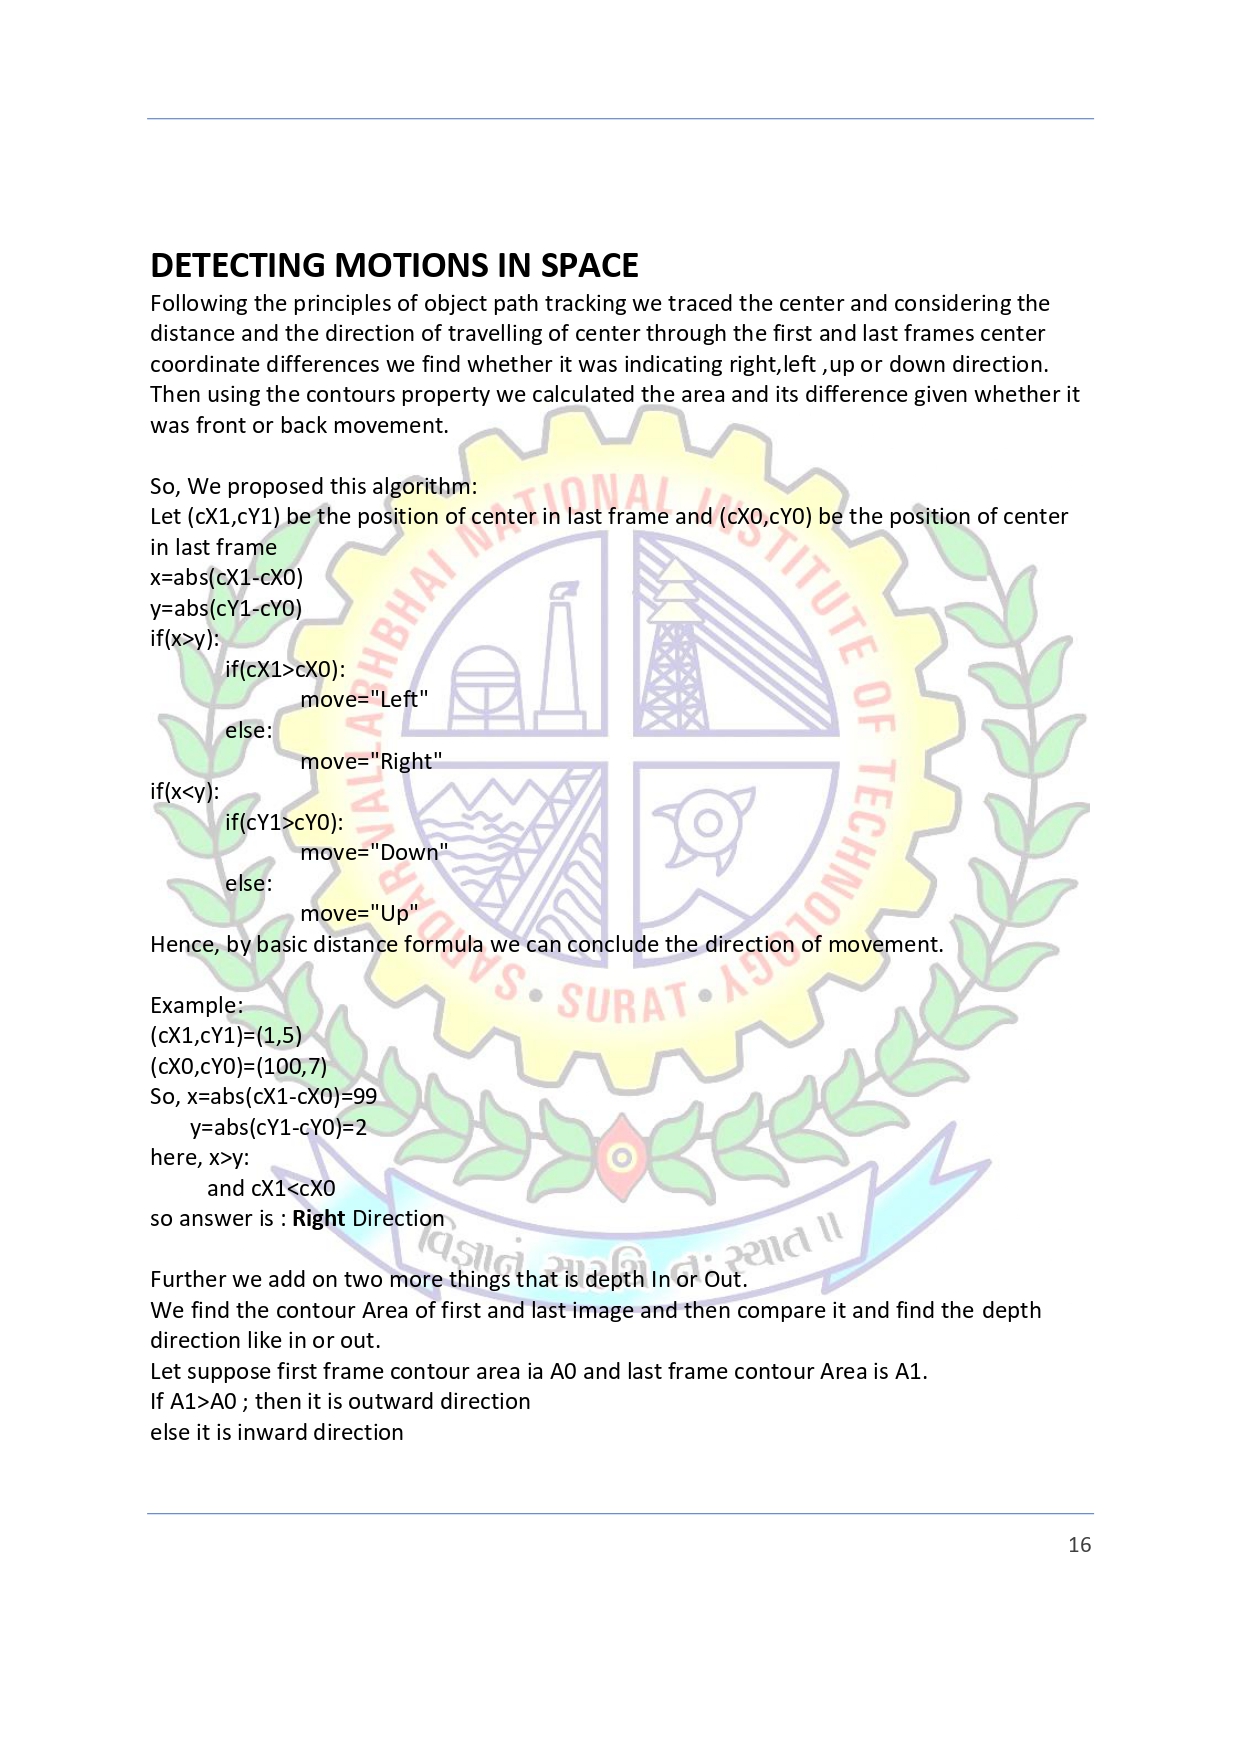 DETECTING MOTIONS IN SPACE
Following the principles of object path tracking we traced the center and considering the
distance and the direction of travelling of center through the first and last frames center
coordinate differences we find whether it was indicating right,left ,up or down direction.
Then using the contours property we calculated the area and its difference given whether it
was front or back movement.
So, We proposed this algorithm:
Let (cX1,cY1) be the position of center in last frame and (cX0,cY0) be the position of center
in last frame
x=abs(cX1-cX0)
y=abs(cY1-cY0)
if(x>y):
if(cX1>cX0):
move="Left"
else:
move="Right"
if(x<y):
if(cY1>cY0):
move="Down"
else:
move="Up"
Hence, by basic distance formula we can conclude the direction of movement.
Example:
(cX1,cY1)=(1,5)
(cX0,cY0)=(100,7)
So, x=abs(cX1-cX0)=99
y=abs(cY1-cY0)=2
here, x>y:
and cX1<cX0
so answer is : Right Direction
Further we add on two more things that is depth In or Out.
We find the contour Area of first and last image and then compare it and find the depth
direction like in or out.
Let suppose first frame contour area ia A0 and last frame contour Area is A1.
If A1>A0 ; then it is outward direction
else it is inward direction
16
SARDAR VALLABHBHAI NATIONAL INSTITUTE OF TECHNOLOGY
• SURAT •